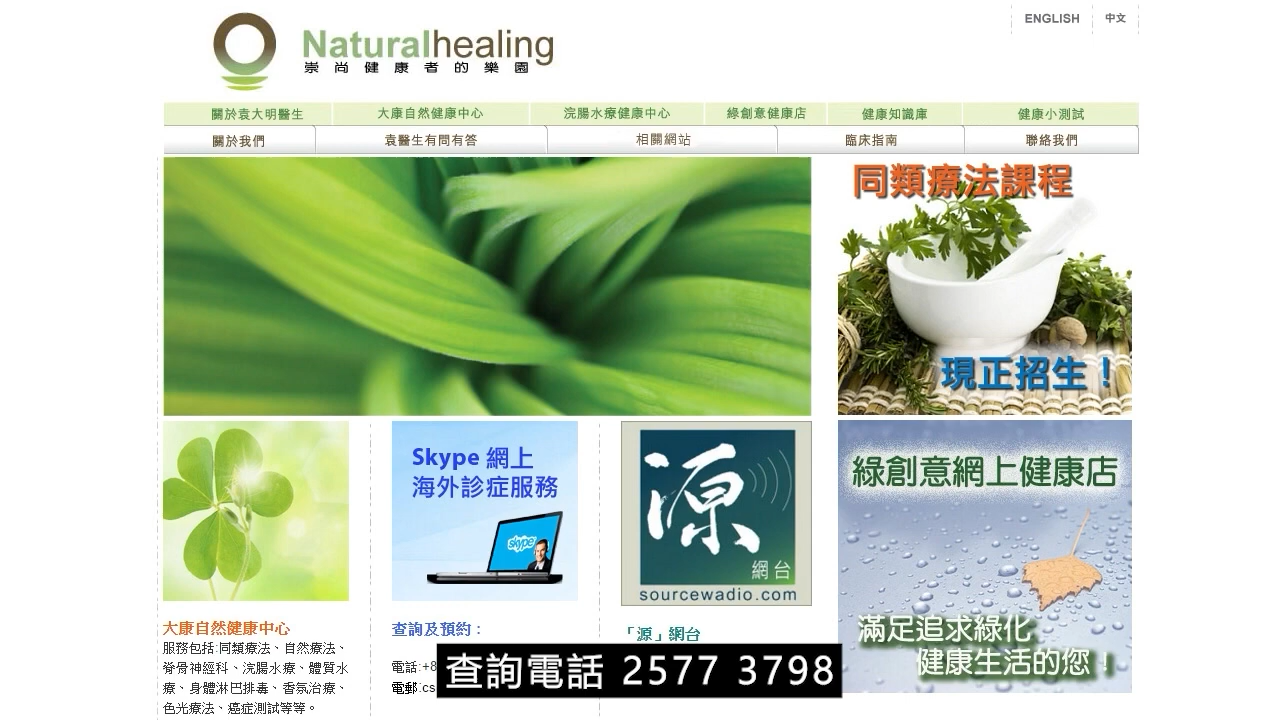 ENGLISH 中文
Naturalhealing
崇尚健康者的樂園
關於袁大明醫生 大康自然健康中心 浣腸水療健康中心 綠創意健康店 健康知識庫 健康小測試
關於我們 袁醫生有問有答 相關網站 臨床指南 聯絡我們
同類療法課程
現正招生！
Skype 網上
海外診症服務
skype
源
網台
sourcewadio.com
綠創意網上健康店
滿足追求綠化
健康生活的您！
大康自然健康中心
服務包括:同類療法、自然療法、
脊骨神經科、浣腸水療、體質水
療、身體淋巴排毒、香氛治療、
色光療法、癌症測試等等。
查詢及預約：
電話:+8
電郵:cs
「源」網台
查詢電話 2577 3798